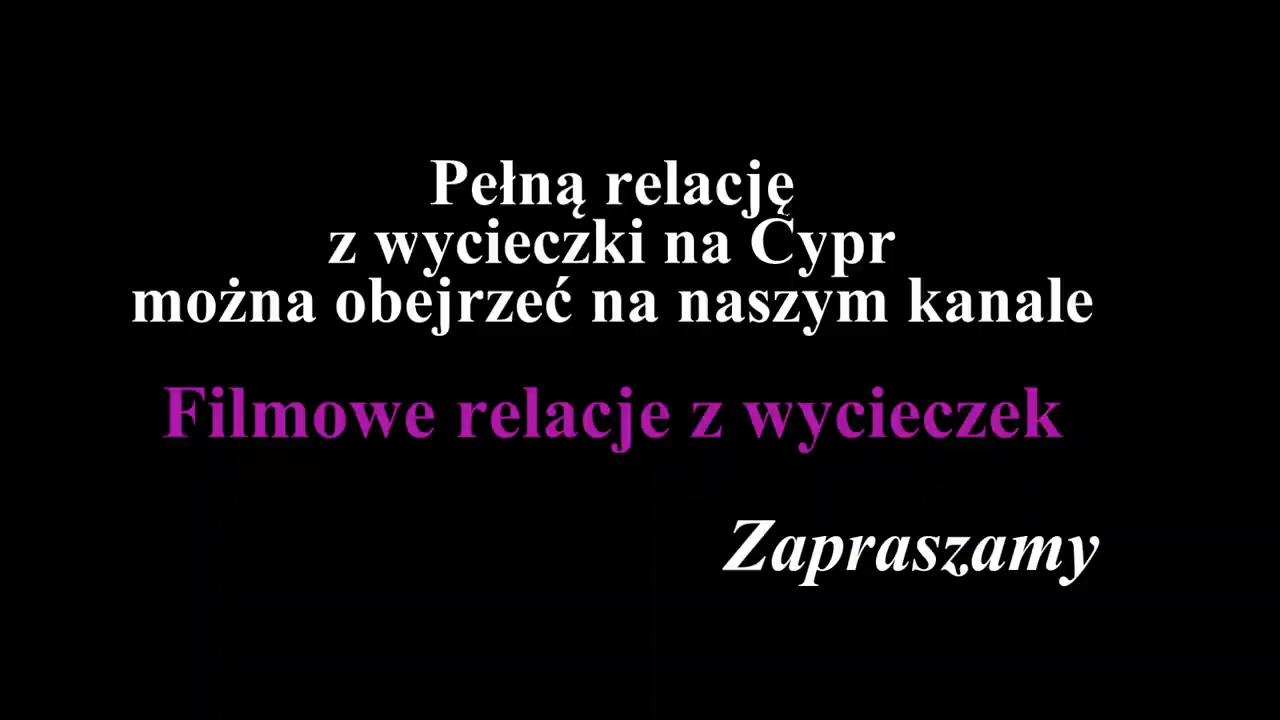 Pełną relację
z wycieczki na Cypr
można obejrzeć na naszym kanale
Filmowe relacje z wycieczek
Zapraszamy